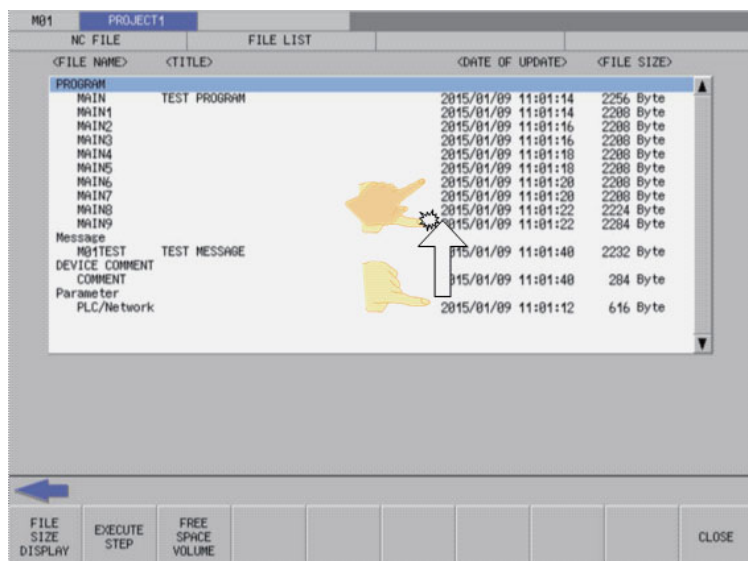 M01 PROJECT1
NC FILE FILE LIST
<FILE NAME> <TITLE> <DATE OF UPDATE> <FILE SIZE>
PROGRAM
MAIN TEST PROGRAM 2015/01/09 11:01:14 2256 Byte
MAIN1 2015/01/09 11:01:14 2208 Byte
MAIN2 2015/01/09 11:01:16 2208 Byte
MAIN3 2015/01/09 11:01:16 2208 Byte
MAIN4 2015/01/09 11:01:18 2208 Byte
MAIN5 2015/01/09 11:01:18 2208 Byte
MAIN6 2015/01/09 11:01:20 2208 Byte
MAIN7 2015/01/09 11:01:20 2208 Byte
MAIN8 2015/01/09 11:01:22 2224 Byte
MAIN9 2015/01/09 11:01:22 2284 Byte
Message
M01TEST TEST MESSAGE 2015/01/09 11:01:40 2232 Byte
DEVICE COMMENT
COMMENT 2015/01/09 11:01:40 284 Byte
Parameter
PLC/Network 2015/01/09 11:01:12 616 Byte
FILE SIZE DISPLAY EXECUTE STEP FREE SPACE VOLUME CLOSE